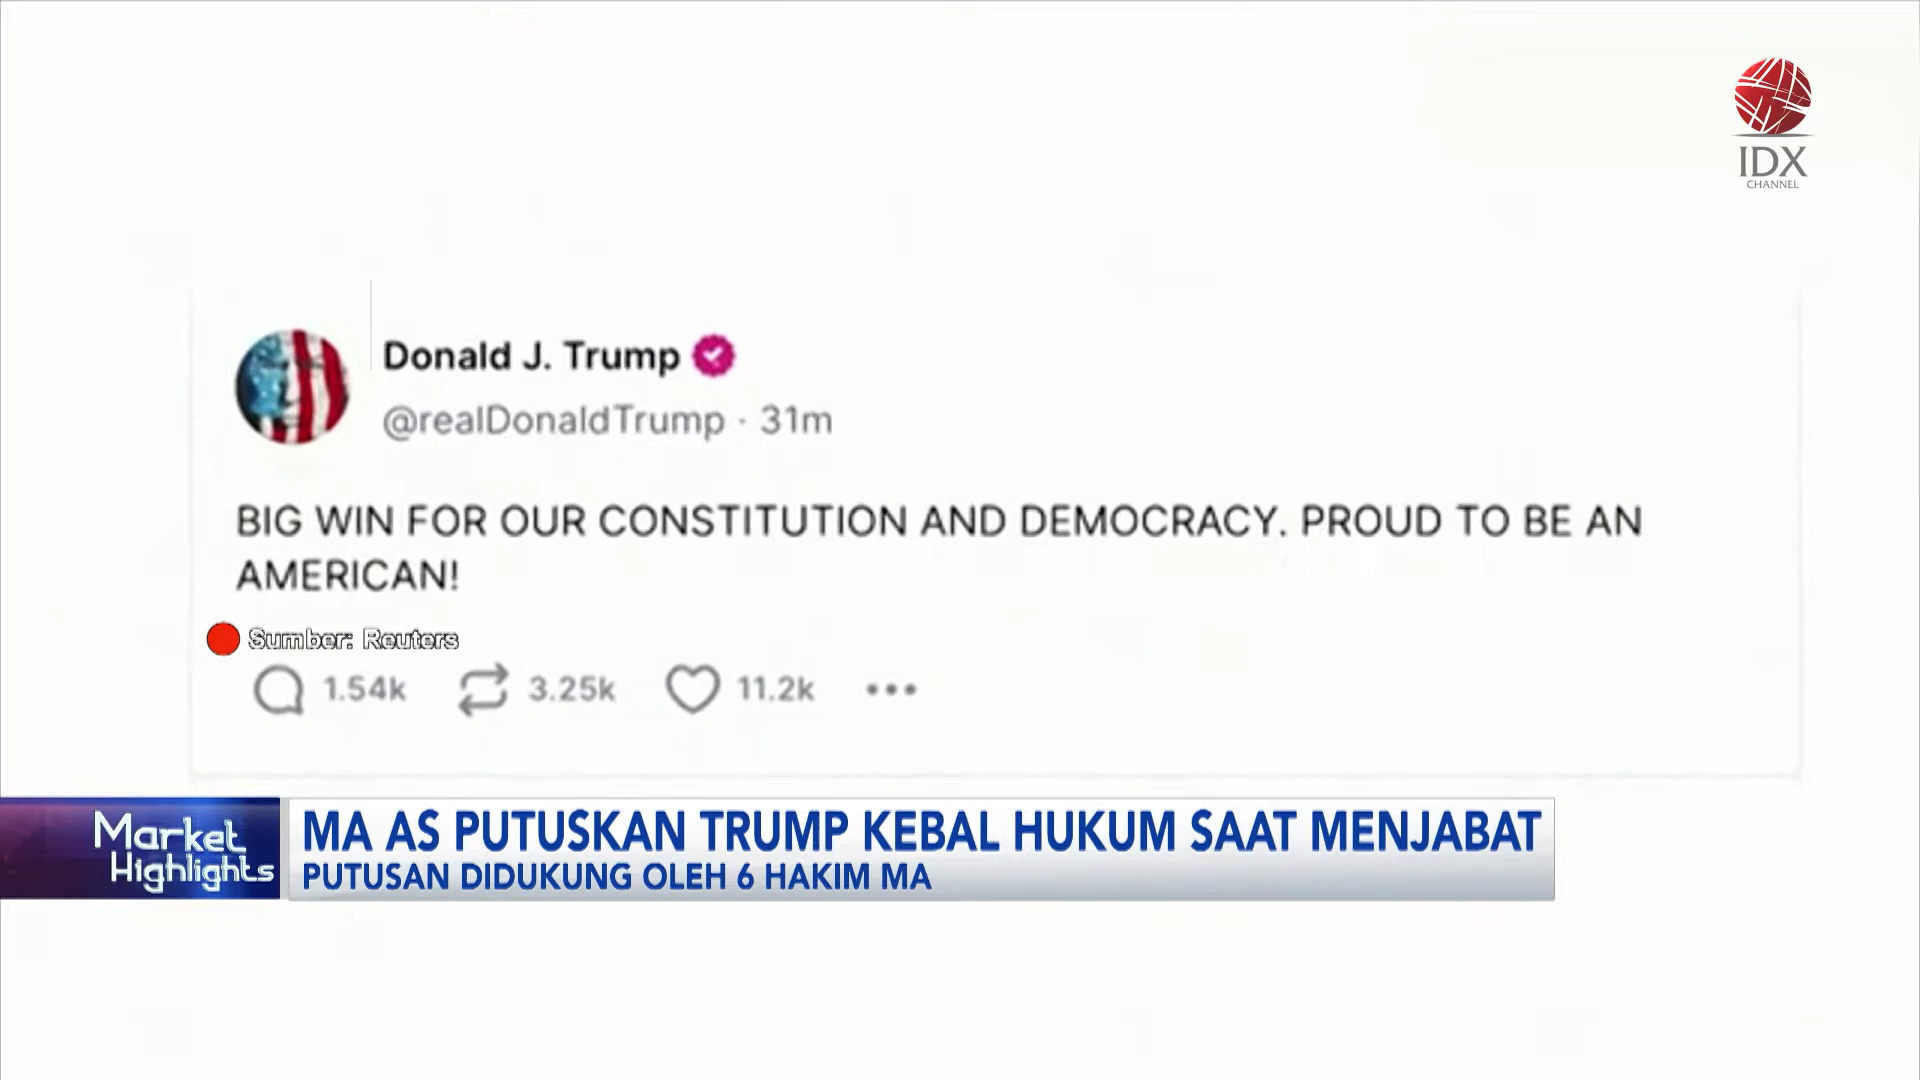 IDX
CHANNEL
Donald J. Trump
@realDonaldTrump · 31m
BIG WIN FOR OUR CONSTITUTION AND DEMOCRACY. PROUD TO BE AN
AMERICAN!
Sumber: Reuters
1.54k 3.25k 11.2k
Market
Highlights
MA AS PUTUSKAN TRUMP KEBAL HUKUM SAAT MENJABAT
PUTUSAN DIDUKUNG OLEH 6 HAKIM MA